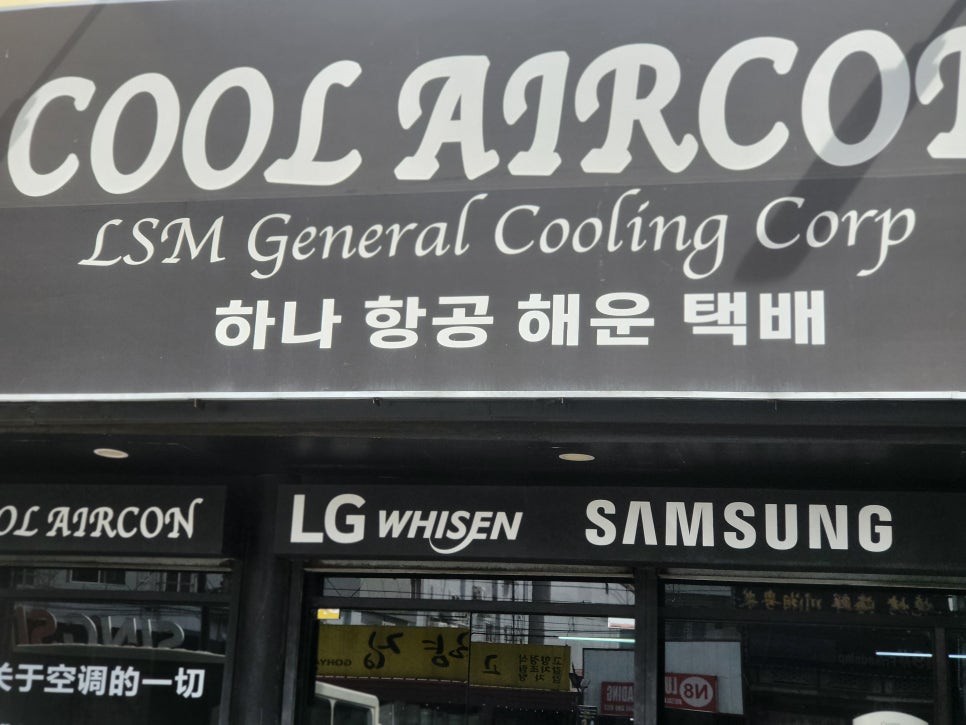 COOL AIRCON
LSM General Cooling Corp
하나 항공 해운 택배
OL AIRCON
LG WHISEN
SAMSUNG
关于空调的一切